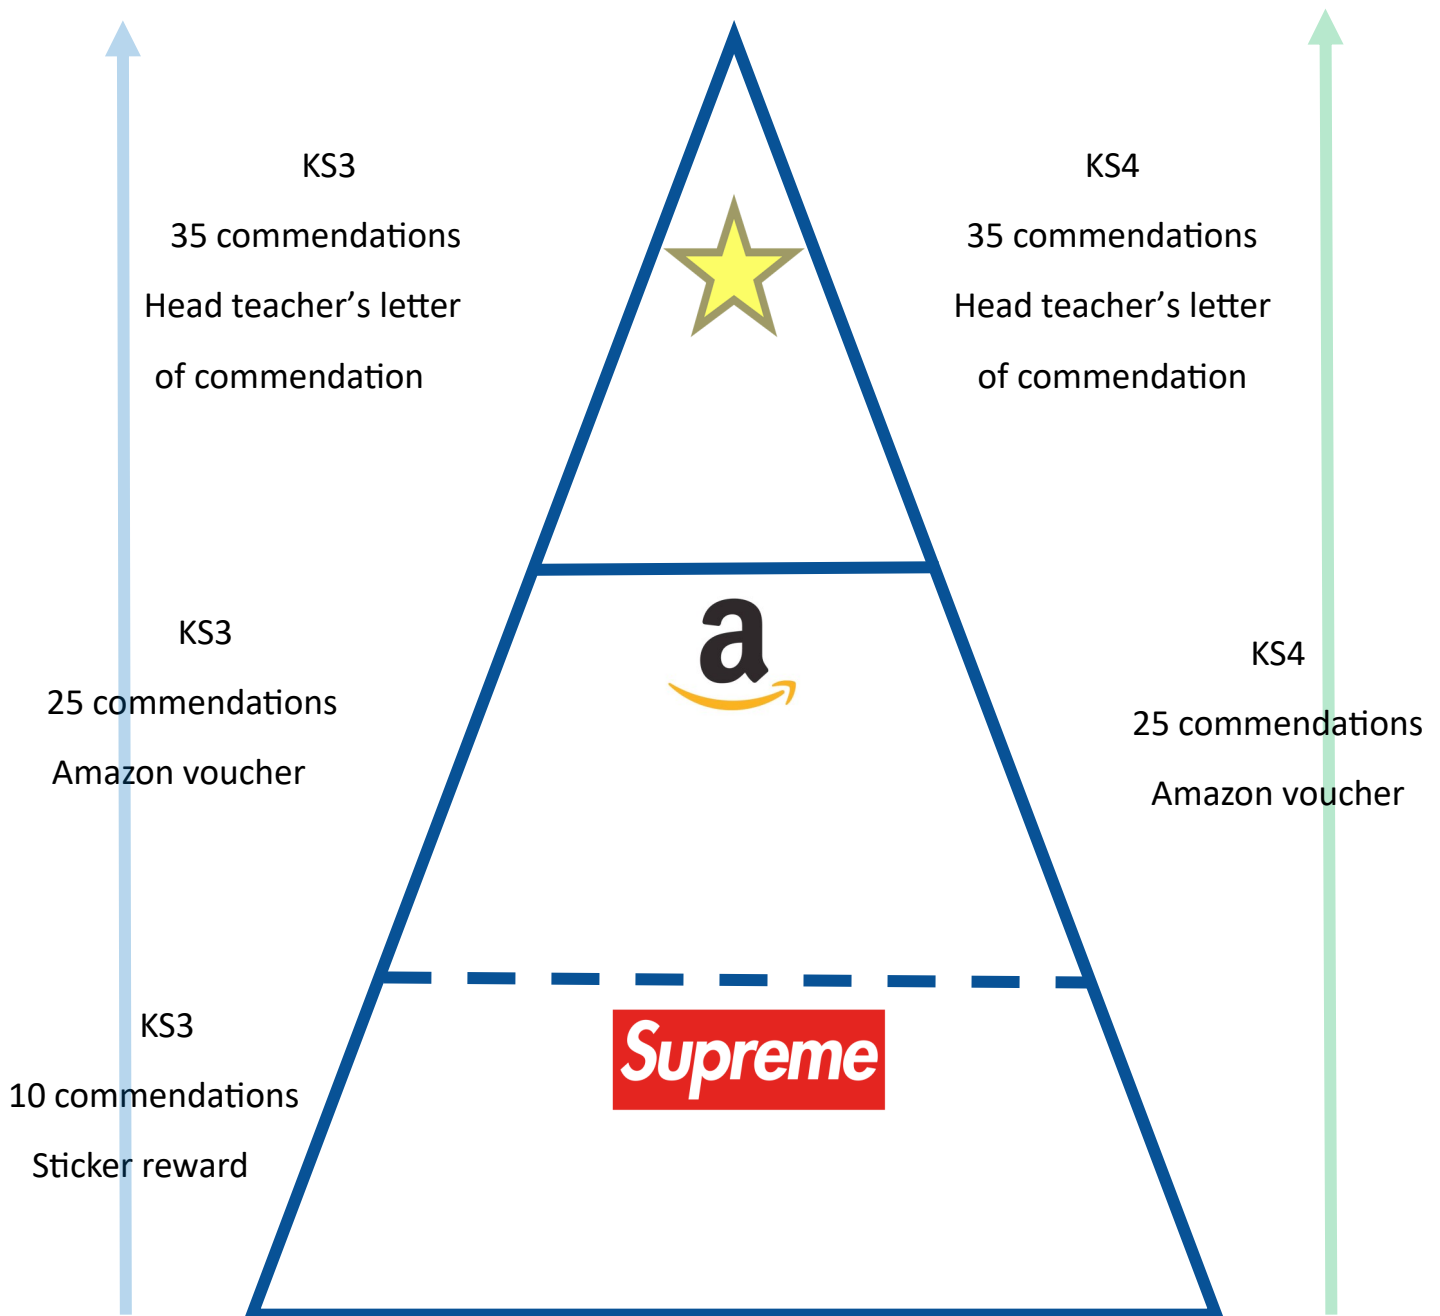 KS3
35 commendations
Head teacher’s letter
of commendation
KS4
35 commendations
Head teacher’s letter
of commendation
a
KS3
25 commendations
Amazon voucher
KS4
25 commendations
Amazon voucher
Supreme
KS3
10 commendations
Sticker reward